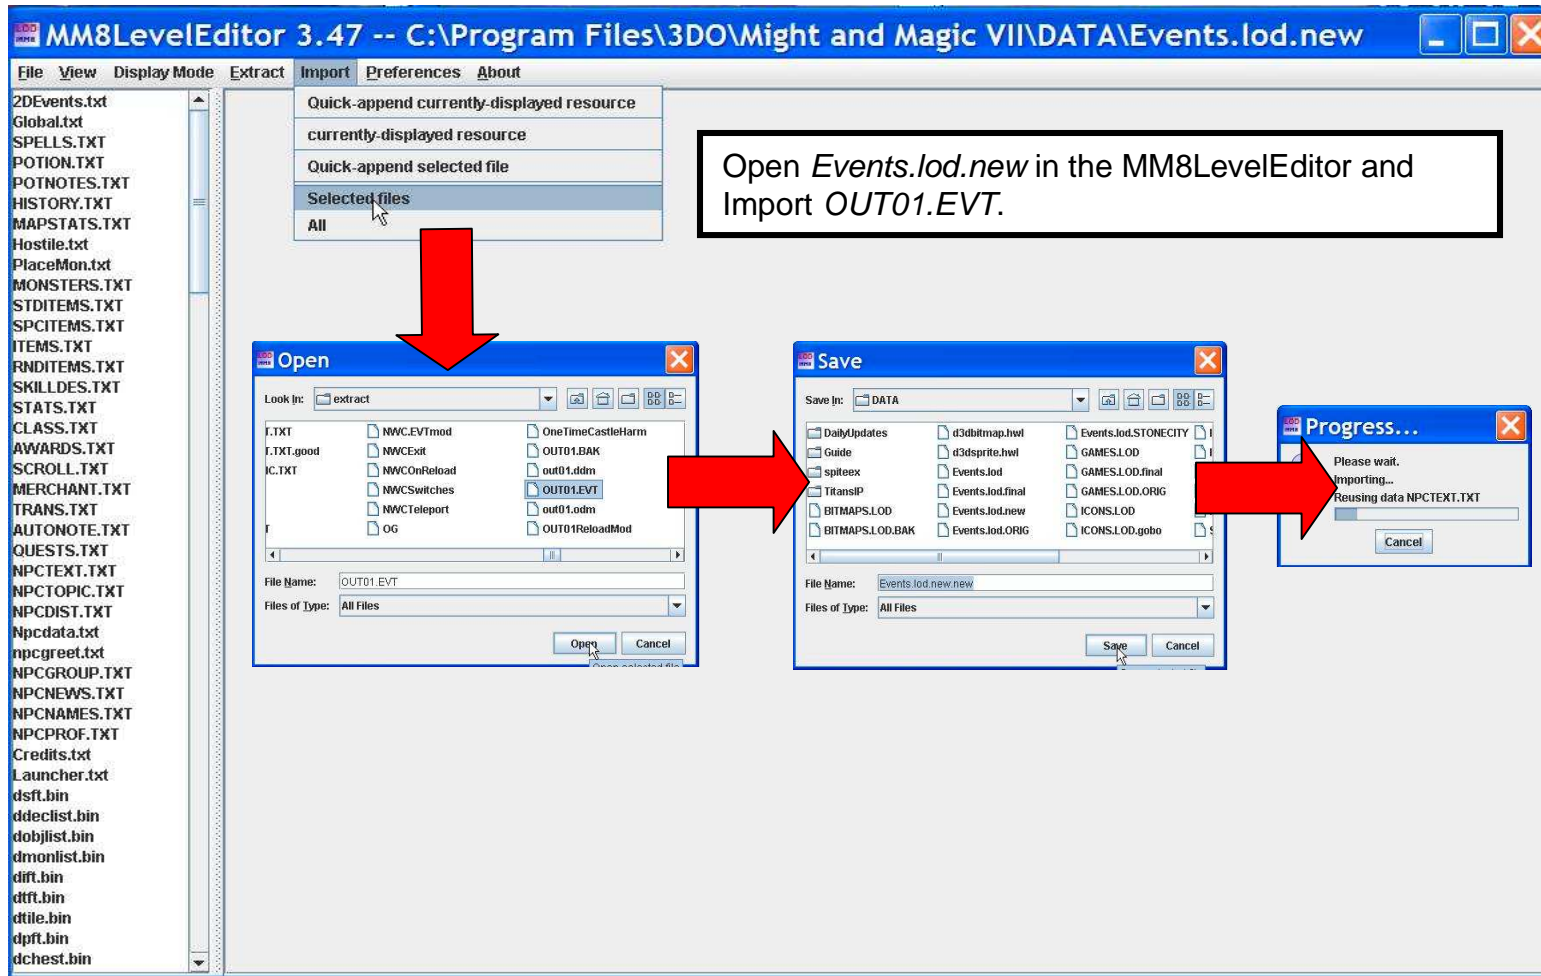 MM8LevelEditor 3.47 -- C:\Program Files\3DO\Might and Magic VII\DATA\Events.lod.new
File View Display Mode Extract Import Preferences About
Quick-append currently-displayed resource
currently-displayed resource
Quick-append selected file
Selected files
All
Open Events.lod.new in the MM8LevelEditor and
Import OUT01.EVT.
2DEvents.txt
Global.txt
SPELLS.TXT
POTION.TXT
POTNOTES.TXT
HISTORY.TXT
MAPSTATS.TXT
Hostile.txt
PlaceMon.txt
MONSTERS.TXT
STDITEMS.TXT
SPCITEMS.TXT
ITEMS.TXT
RNDITEMS.TXT
SKILLDES.TXT
STATS.TXT
CLASS.TXT
AWARDS.TXT
SCROLL.TXT
MERCHANT.TXT
TRANS.TXT
AUTONOTE.TXT
QUESTS.TXT
NPCTEXT.TXT
NPCTOPIC.TXT
NPCDIST.TXT
Npcdata.txt
npcgreet.txt
NPCGROUP.TXT
NPCNEWS.TXT
NPCNAMES.TXT
NPCPROF.TXT
Credits.txt
Launcher.txt
dsft.bin
ddeclist.bin
dobjlist.bin
dmonlist.bin
dift.bin
dtft.bin
dtile.bin
dpft.bin
dchest.bin
Open
Look In: extract
T.TXT NWC.EVTmod OneTimeCastleHarm
T.TXT.good NWCExit OUT01.BAK
IC.TXT NWCOnReload out01.ddm
NWCSwitches OUT01.EVT
NWCTeleport out01.odm
OG OUT01ReloadMod
File Name: OUT01.EVT
Files of Type: All Files
Open Cancel
Save
Save In: DATA
DailyUpdates d3dbitmap.hwl Events.lod.STONECITY
Guide d3dsprite.hwl GAMES.LOD
spiteex Events.lod GAMES.LOD.final
TitansIP Events.lod.final GAMES.LOD.ORIG
BITMAPS.LOD Events.lod.new ICONS.LOD
BITMAPS.LOD.BAK Events.lod.ORIG ICONS.LOD.gobo
File Name: Events.lod.new.new
Files of Type: All Files
Save Cancel
Progress...
Please wait.
Importing...
Reusing data NPCTEXT.TXT
Cancel